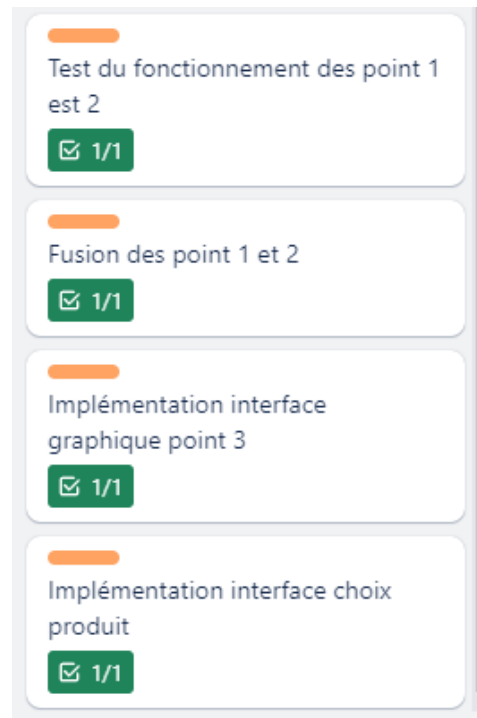 Test du fonctionnement des point 1
est 2
1/1
Fusion des point 1 et 2
1/1
Implémentation interface
graphique point 3
1/1
Implémentation interface choix
produit
1/1